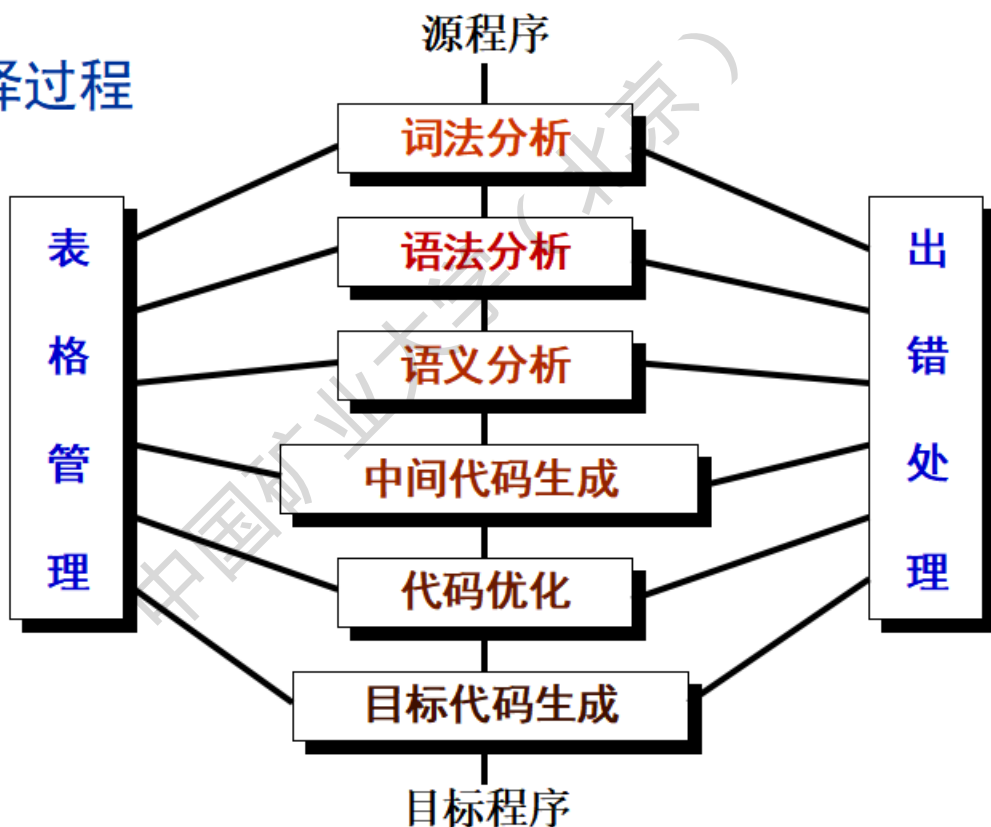 源程序
译过程
词法分析
语法分析
语义分析
中间代码生成
代码优化
目标代码生成
目标程序
表格管理
出错处理
中国矿业大学（北京）